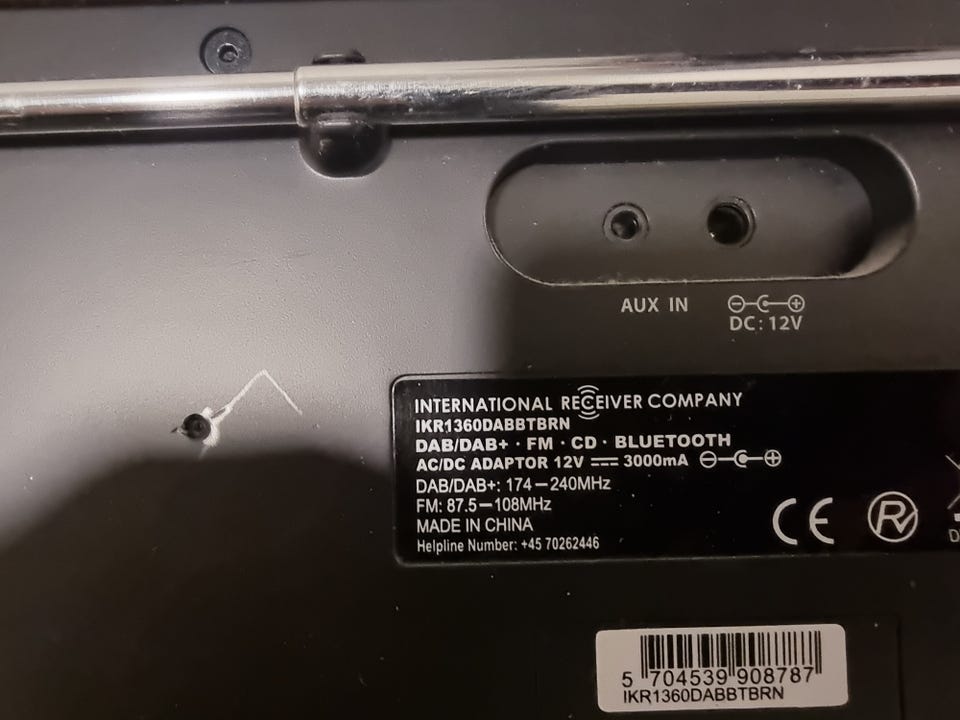 AUX IN
DC: 12V
INTERNATIONAL RECEIVER COMPANY
IKR1360DABBTBRN
DAB/DAB+ · FM · CD · BLUETOOTH
AC/DC ADAPTOR 12V ⎓ 3000mA
DAB/DAB+: 174–240MHz
FM: 87.5–108MHz
MADE IN CHINA
Helpline Number: +45 70262446
CE
5 704539 908787
IKR1360DABBTBRN